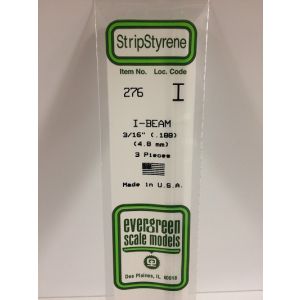 StripStyrene
Item No. Loc. Code
276 I
I-BEAM
3/16" (.188)
(4.8 mm)
3 Pieces
Made in U.S.A.
evergreen
scale models
Des Plaines, IL 60018